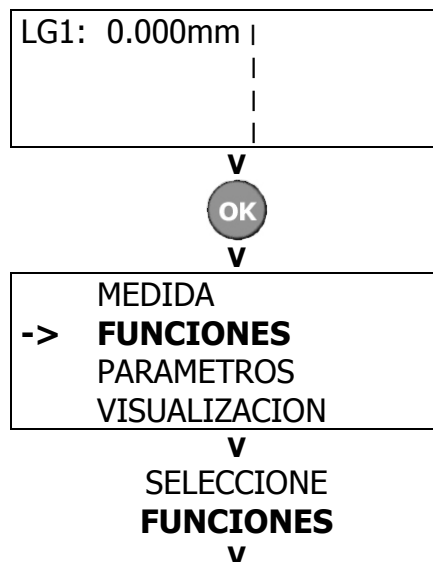 LG1: 0.000mm |
|
|
|
V
OK
V
MEDIDA
-> FUNCIONES
PARAMETROS
VISUALIZACION
V
SELECCIONE
FUNCIONES
V